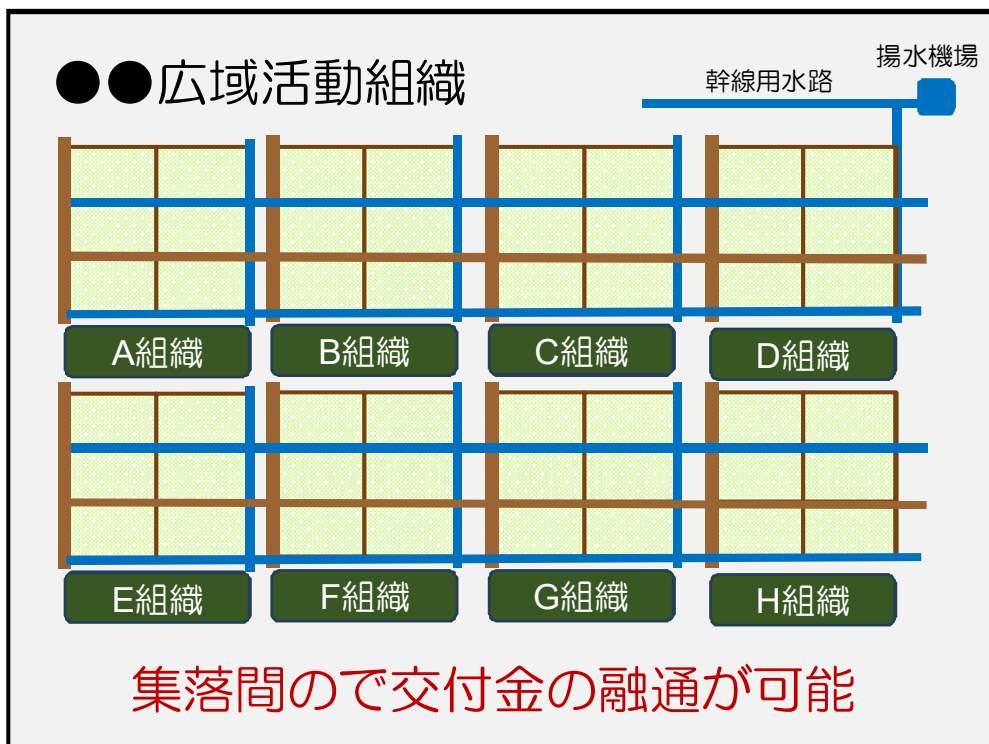 ●●広域活動組織
揚水機場
幹線用水路
A組織
B組織
C組織
D組織
E組織
F組織
G組織
H組織
集落間ので交付金の融通が可能